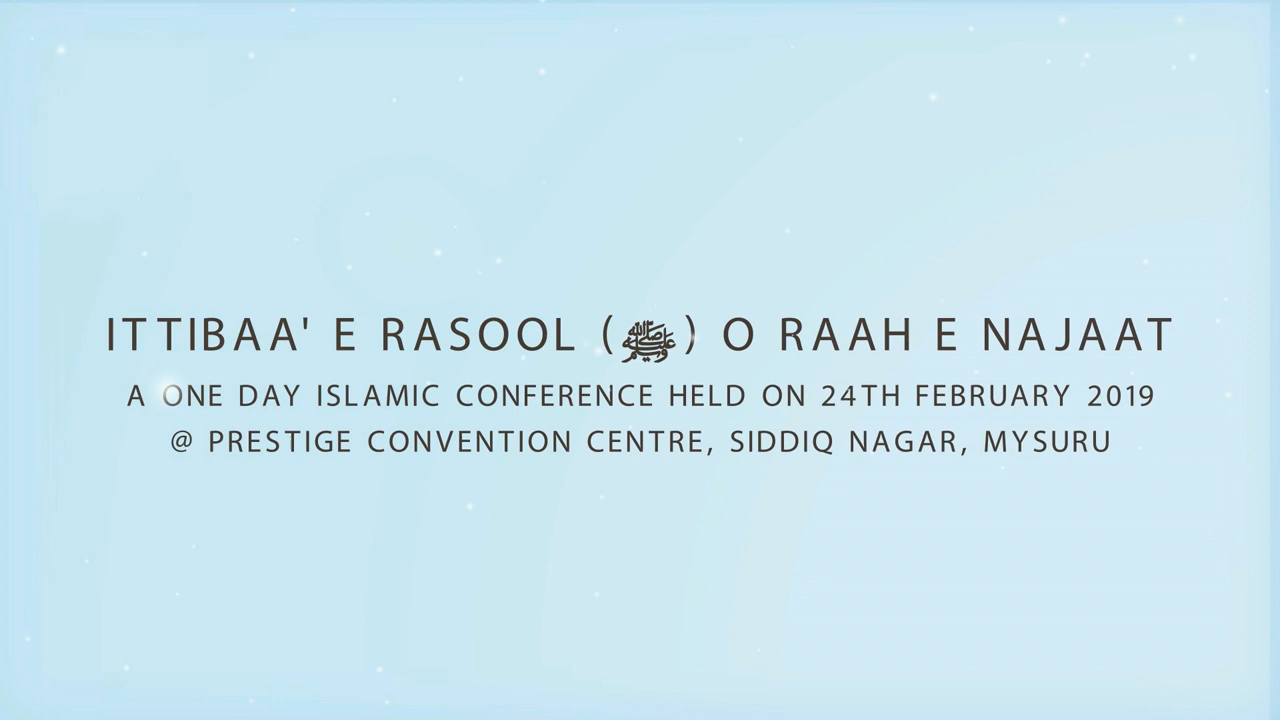 ITTIBAA' E RASOOL (ﷺ) O RAAH E NAJAAT
A ONE DAY ISLAMIC CONFERENCE HELD ON 24TH FEBRUARY 2019
@ PRESTIGE CONVENTION CENTRE, SIDDIQ NAGAR, MYSURU